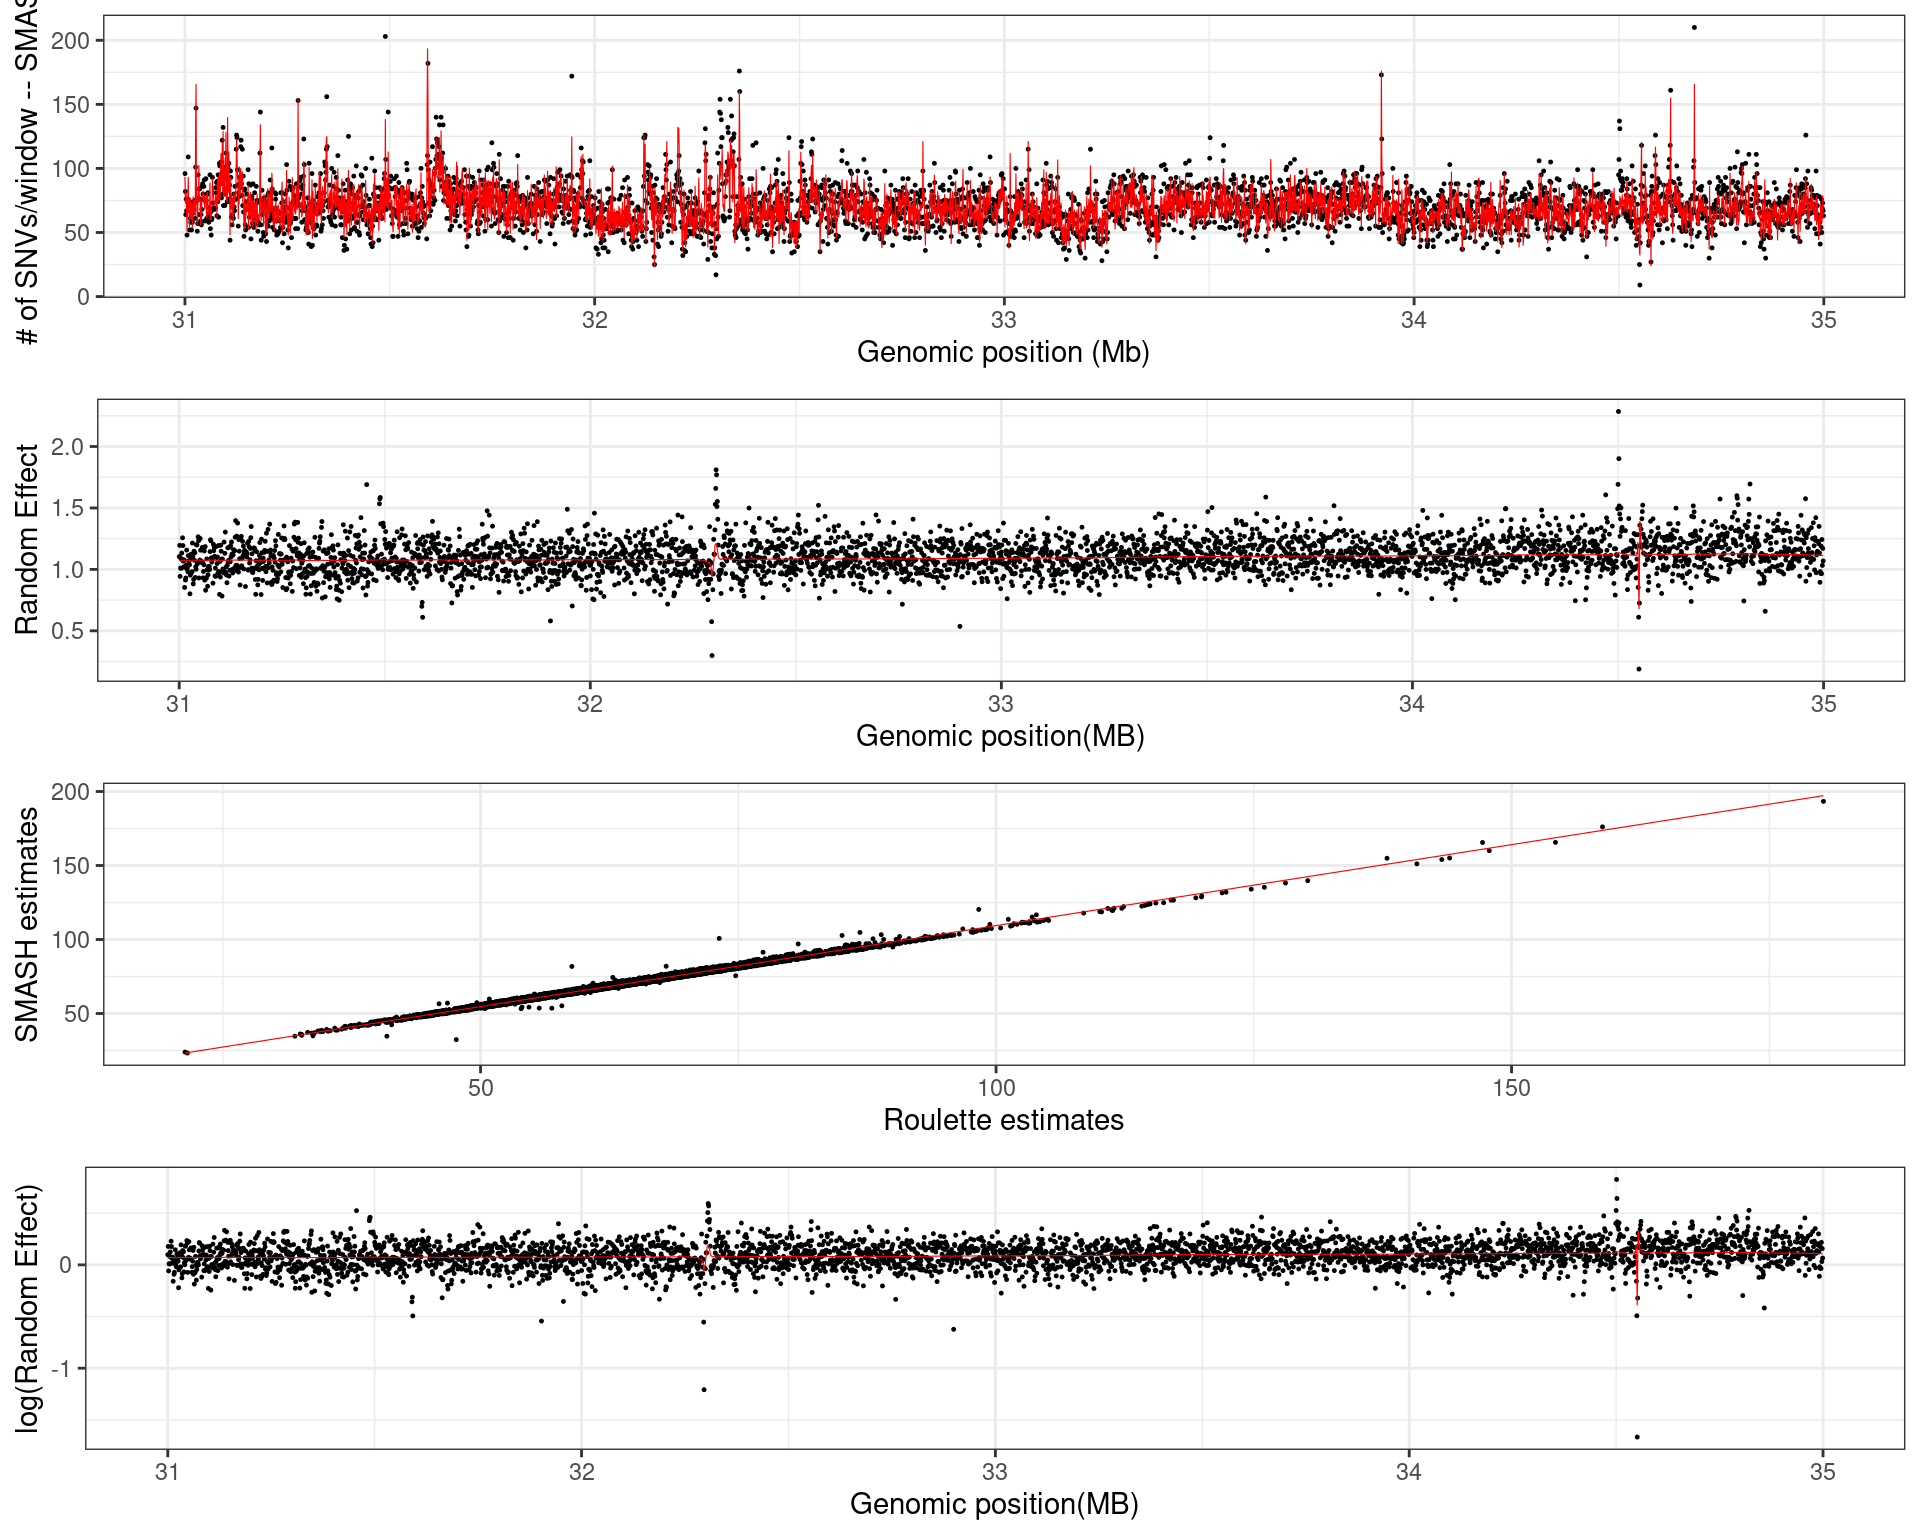 # of SNVs/window -- SMAS
200
150
100
50
0
31 32 33 34 35
Genomic position (Mb)
Random Effect
2.0
1.5
1.0
0.5
31 32 33 34 35
Genomic position(MB)
SMASH estimates
200
150
100
50
50 100 150
Roulette estimates
log(Random Effect)
0
-1
31 32 33 34 35
Genomic position(MB)